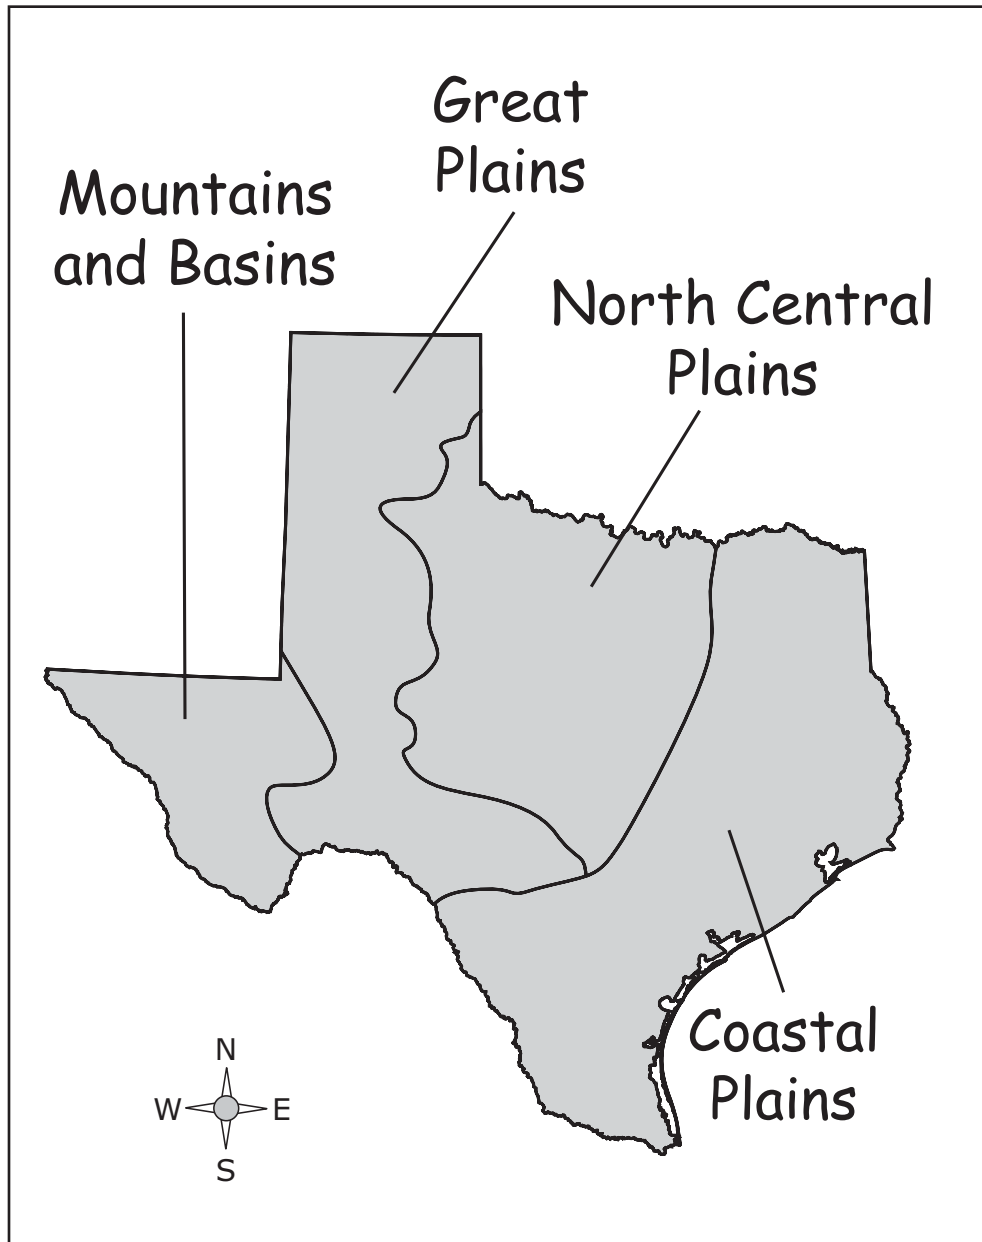 Great
Plains
Mountains
and Basins
North Central
Plains
Coastal
Plains
N
W E
S